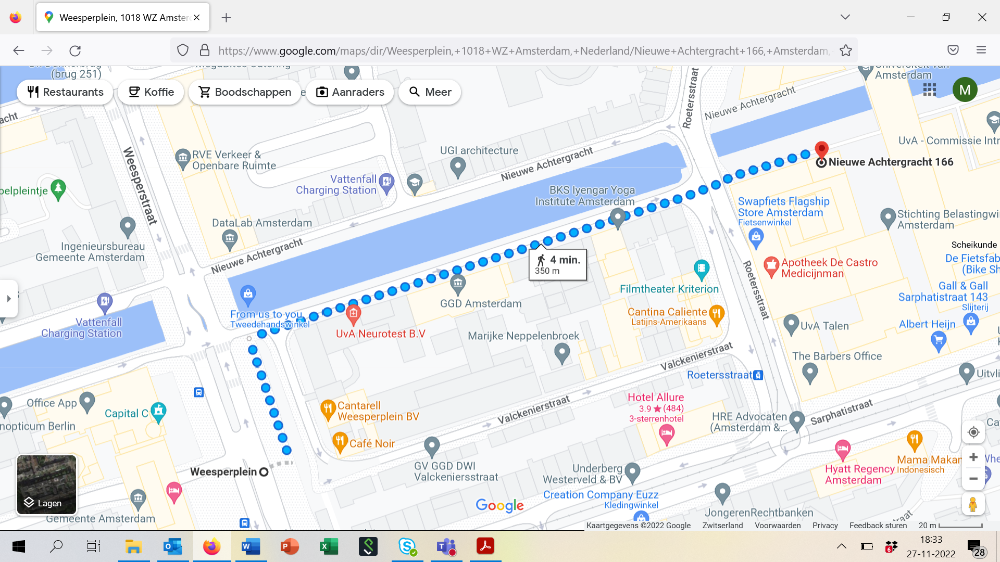 Weesperplein, 1018 WZ Amster
https://www.google.com/maps/dir/Weesperplein,+1018+WZ+Amsterdam,+Nederland/Nieuwe+Achtergracht+166,+Amsterdam,
(brug 251)
Restaurants
Koffie
Boodschappen
Aanraders
Meer
M
Universiteit van
Amsterdam
Nieuwe Achtergracht
Roetersstraat
Weesperstraat
RVE Verkeer &
Openbare Ruimte
UGI architecture
UvA - Commissie Intr
Nieuwe Achtergracht
Nieuwe Achtergracht 166
Vattenfall
Charging Station
BKS Iyengar Yoga
Institute Amsterdam
Swapfiets Flagship
Store Amsterdam
Fietsenwinkel
Stichting Belastingwi
Amsterdam
DataLab Amsterdam
Ingenieursbureau
Gemeente Amsterdam
Nieuwe Achtergracht
4 min.
350 m
Scheikunde
De Fietsfab
(Bike Sh
Apotheek De Castro
Medicijnman
Roetersstraat
Filmtheater Kriterion
Gall & Gall
Sarphatistraat 143
Slijterij
GGD Amsterdam
From us to you
Tweedehandswinkel
Vattenfall
Charging Station
UvA Neurotest B.V
Cantina Caliente
Latijns-Amerikaans
UvA Talen
Albert Heijn
Marijke Neppelenbroek
Valckenierstraat
The Barbers Office
Roetersstraat
Uitvli
Office App
Capital C
nopticum Berlin
Cantarell
Weesperplein BV
Valckenierstraat
Hotel Allure
3.9 ★ (484)
3-sterrenhotel
HRE Advocaten
(Amsterdam &...
Sarphatistraat
Café Noir
GV GGD DWI
Valckeniersstraat
Weesperplein
Underberg
Westerveld & BV
Hyatt Regency
Amsterdam
Mama Makan
Indonesisch
Creation Company Euzz
Kledingwinkel
JongerenRechtbanken
Lagen
Gemeente Amsterdam
Google
Kaartgegevens ©2022 Google
Zwitserland
Voorwaarden
Privacy
Feedback sturen
20 m
18:33
27-11-2022
6
28